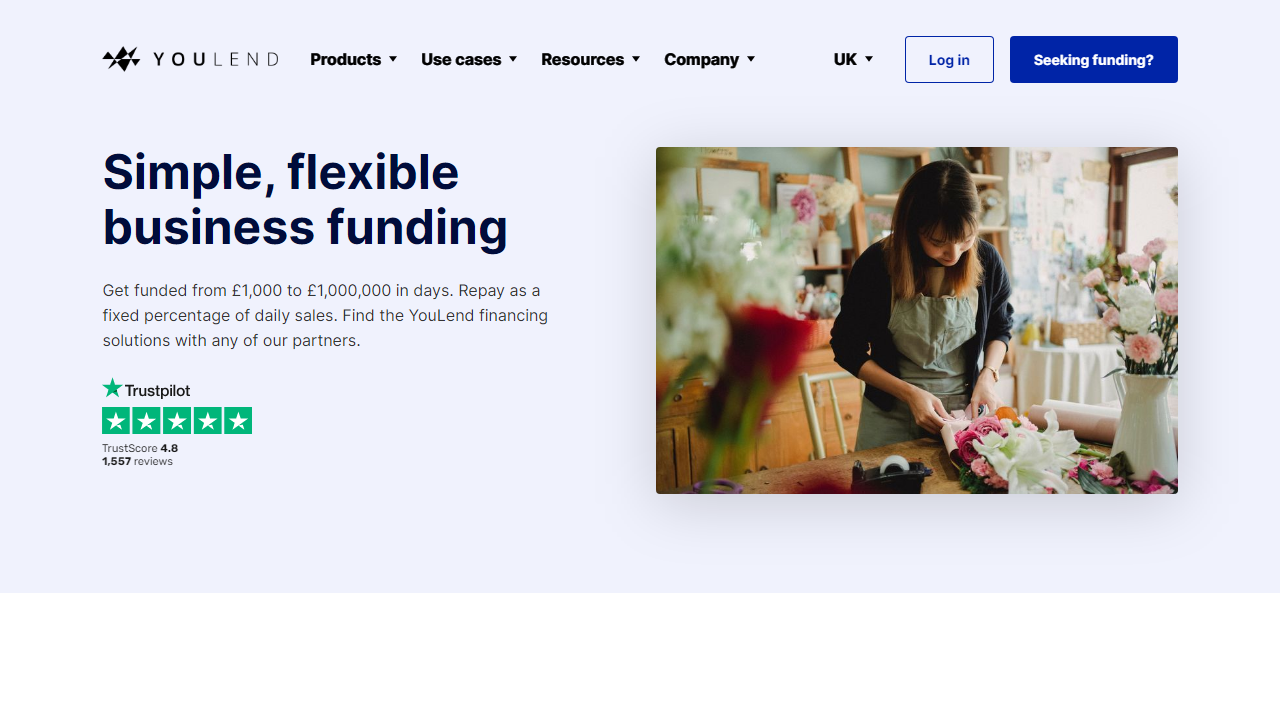 YOULEND
Products
Use cases
Resources
Company
UK
Log in
Seeking funding?
Simple, flexible
business funding
Get funded from £1,000 to £1,000,000 in days. Repay as a
fixed percentage of daily sales. Find the YouLend financing
solutions with any of our partners.
Trustpilot
TrustScore 4.8
1,557 reviews